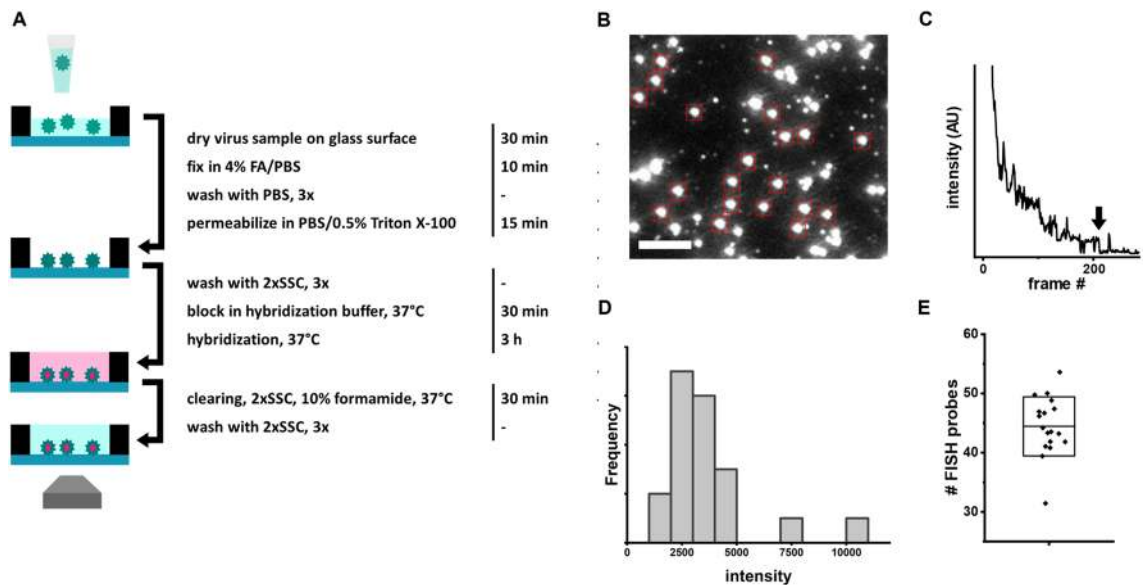 A
dry virus sample on glass surface 30 min
fix in 4% FA/PBS 10 min
wash with PBS, 3x -
permeabilize in PBS/0.5% Triton X-100 15 min
wash with 2xSSC, 3x -
block in hybridization buffer, 37°C 30 min
hybridization, 37°C 3 h
clearing, 2xSSC, 10% formamide, 37°C 30 min
wash with 2xSSC, 3x -
B
C
intensity (AU)
0 200
frame #
D
Frequency
0 2500 5000 7500 10000
intensity
E
# FISH probes
60
50
40
30